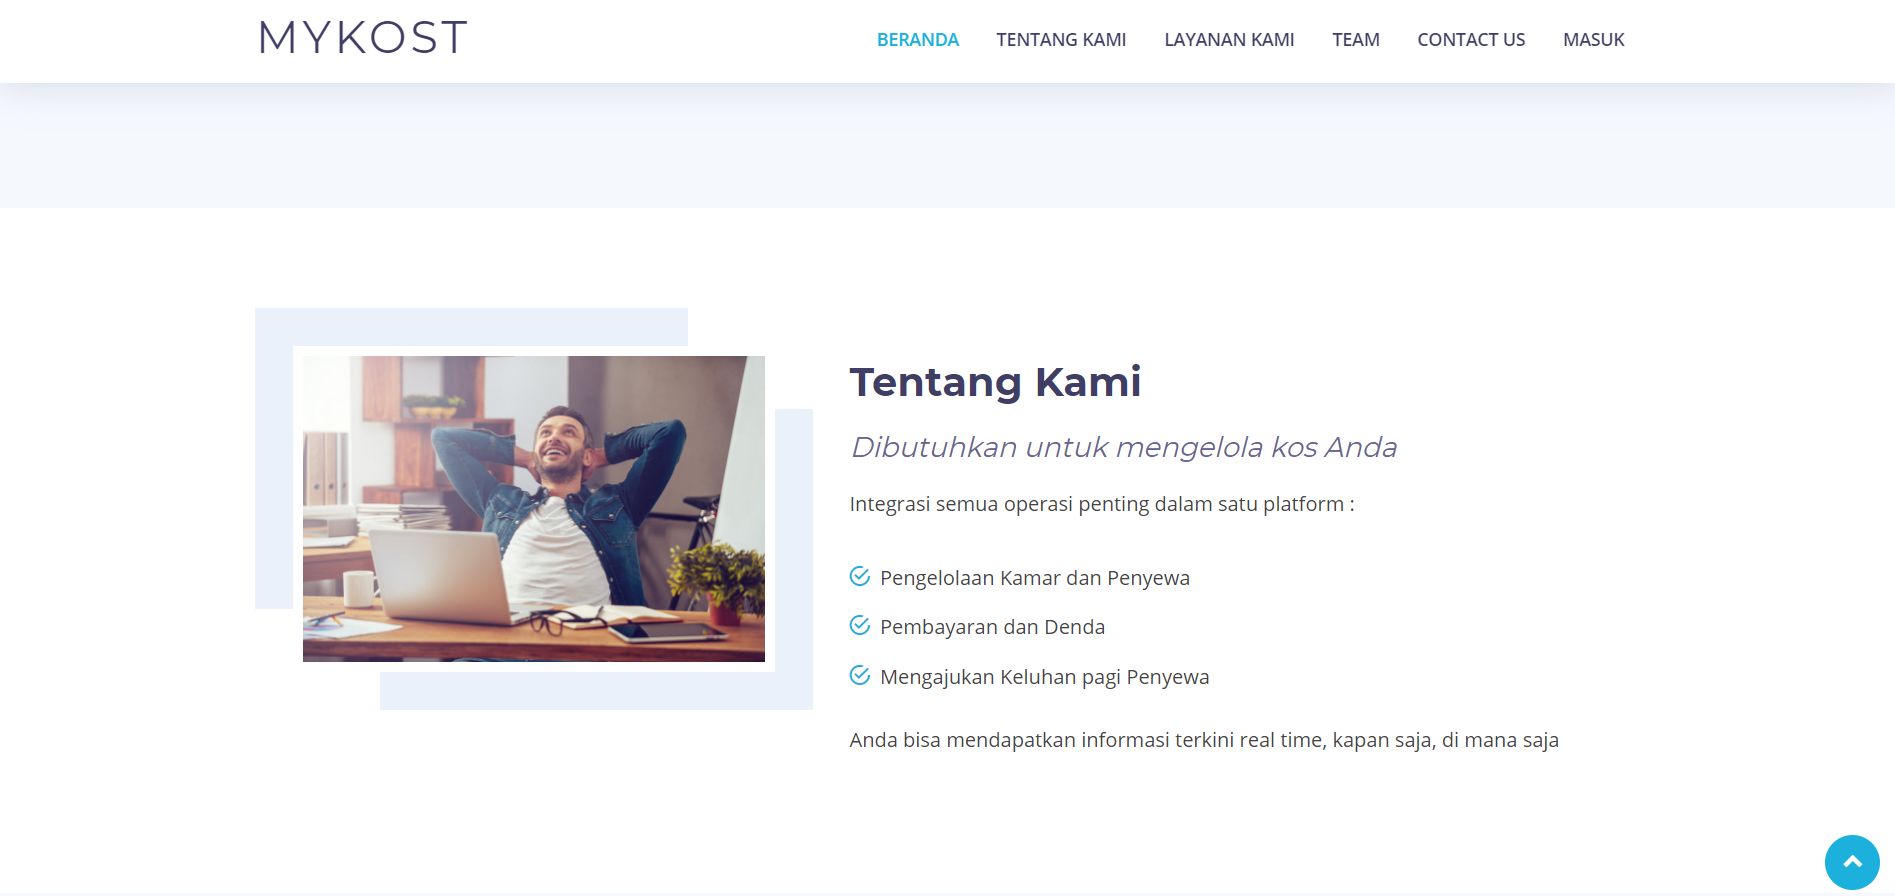 MYKOST
BERANDA TENTANG KAMI LAYANAN KAMI TEAM CONTACT US MASUK
Tentang Kami
Dibutuhkan untuk mengelola kos Anda
Integrasi semua operasi penting dalam satu platform :
Pengelolaan Kamar dan Penyewa
Pembayaran dan Denda
Mengajukan Keluhan pagi Penyewa
Anda bisa mendapatkan informasi terkini real time, kapan saja, di mana saja